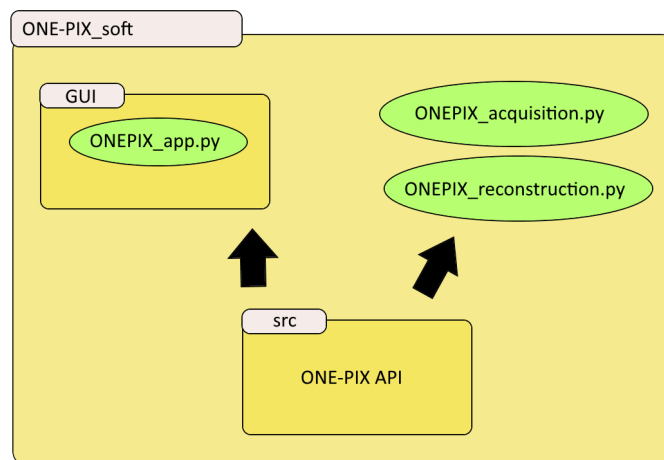 ONE-PIX_soft
GUI
ONEPIX_app.py
ONEPIX_acquisition.py
ONEPIX_reconstruction.py
src
ONE-PIX API